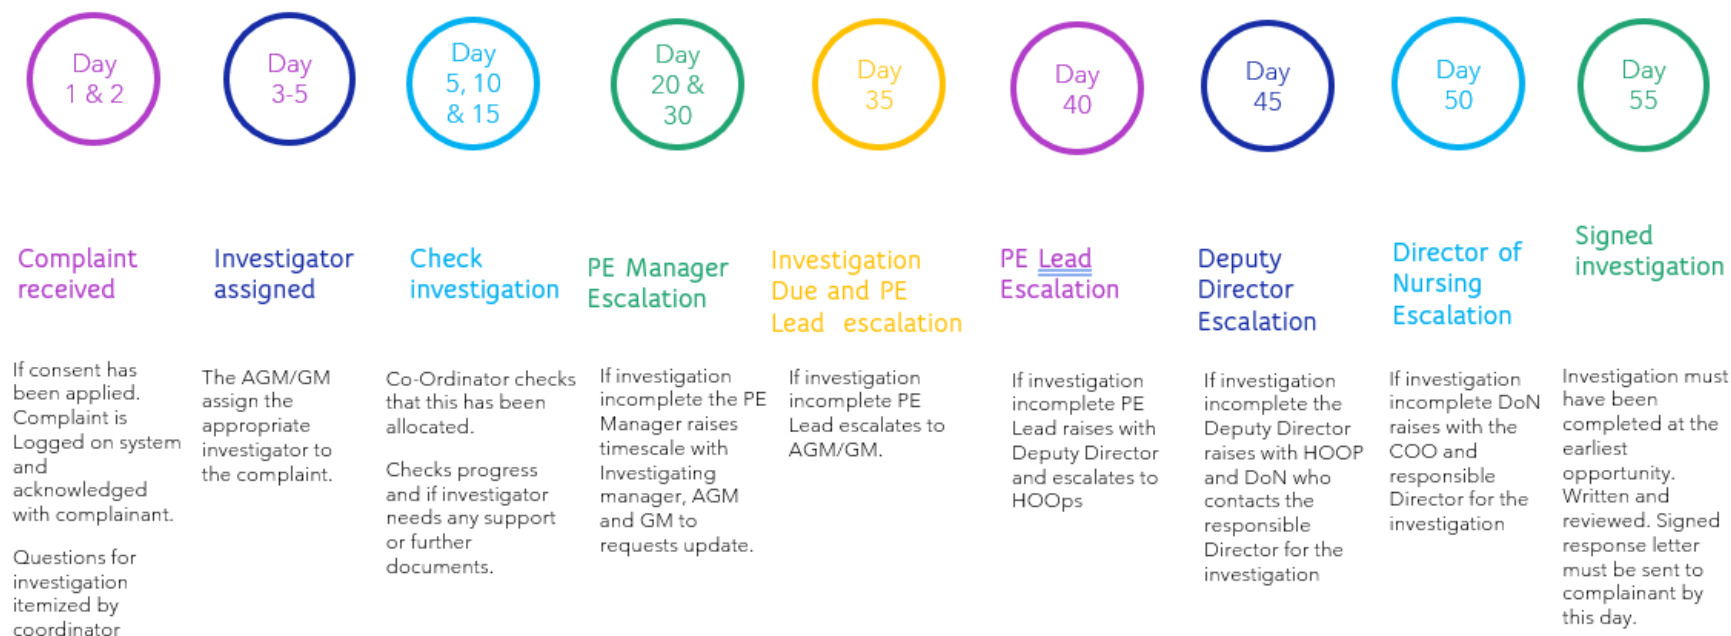 Day
1 & 2
Day
3-5
Day
5, 10
& 15
Day
20 &
30
Day
35
Day
40
Day
45
Day
50
Day
55
Complaint
received
Investigator
assigned
Check
investigation
PE Manager
Escalation
Investigation
Due and PE
Lead escalation
PE Lead
Escalation
Deputy
Director
Escalation
Director of
Nursing
Escalation
Signed
investigation
If consent has
been applied.
Complaint is
Logged on system
and
acknowledged
with complainant.
Questions for
investigation
itemized by
coordinator
The AGM/GM
assign the
appropriate
investigator to
the complaint.
Co-Ordinator checks
that this has been
allocated.
Checks progress
and if investigator
needs any support
or further
documents.
If investigation
incomplete the PE
Manager raises
timescale with
Investigating
manager, AGM
and GM to
requests update.
If investigation
incomplete PE
Lead escalates to
AGM/GM.
If investigation
incomplete PE
Lead raises with
Deputy Director
and escalates to
HOOps
If investigation
incomplete the
Deputy Director
raises with HOOP
and DoN who
contacts the
responsible
Director for the
investigation
If investigation
incomplete DoN
raises with the
COO and
responsible
Director for the
investigation
Investigation must
have been
completed at the
earliest
opportunity.
Written and
reviewed. Signed
response letter
must be sent to
complainant by
this day.